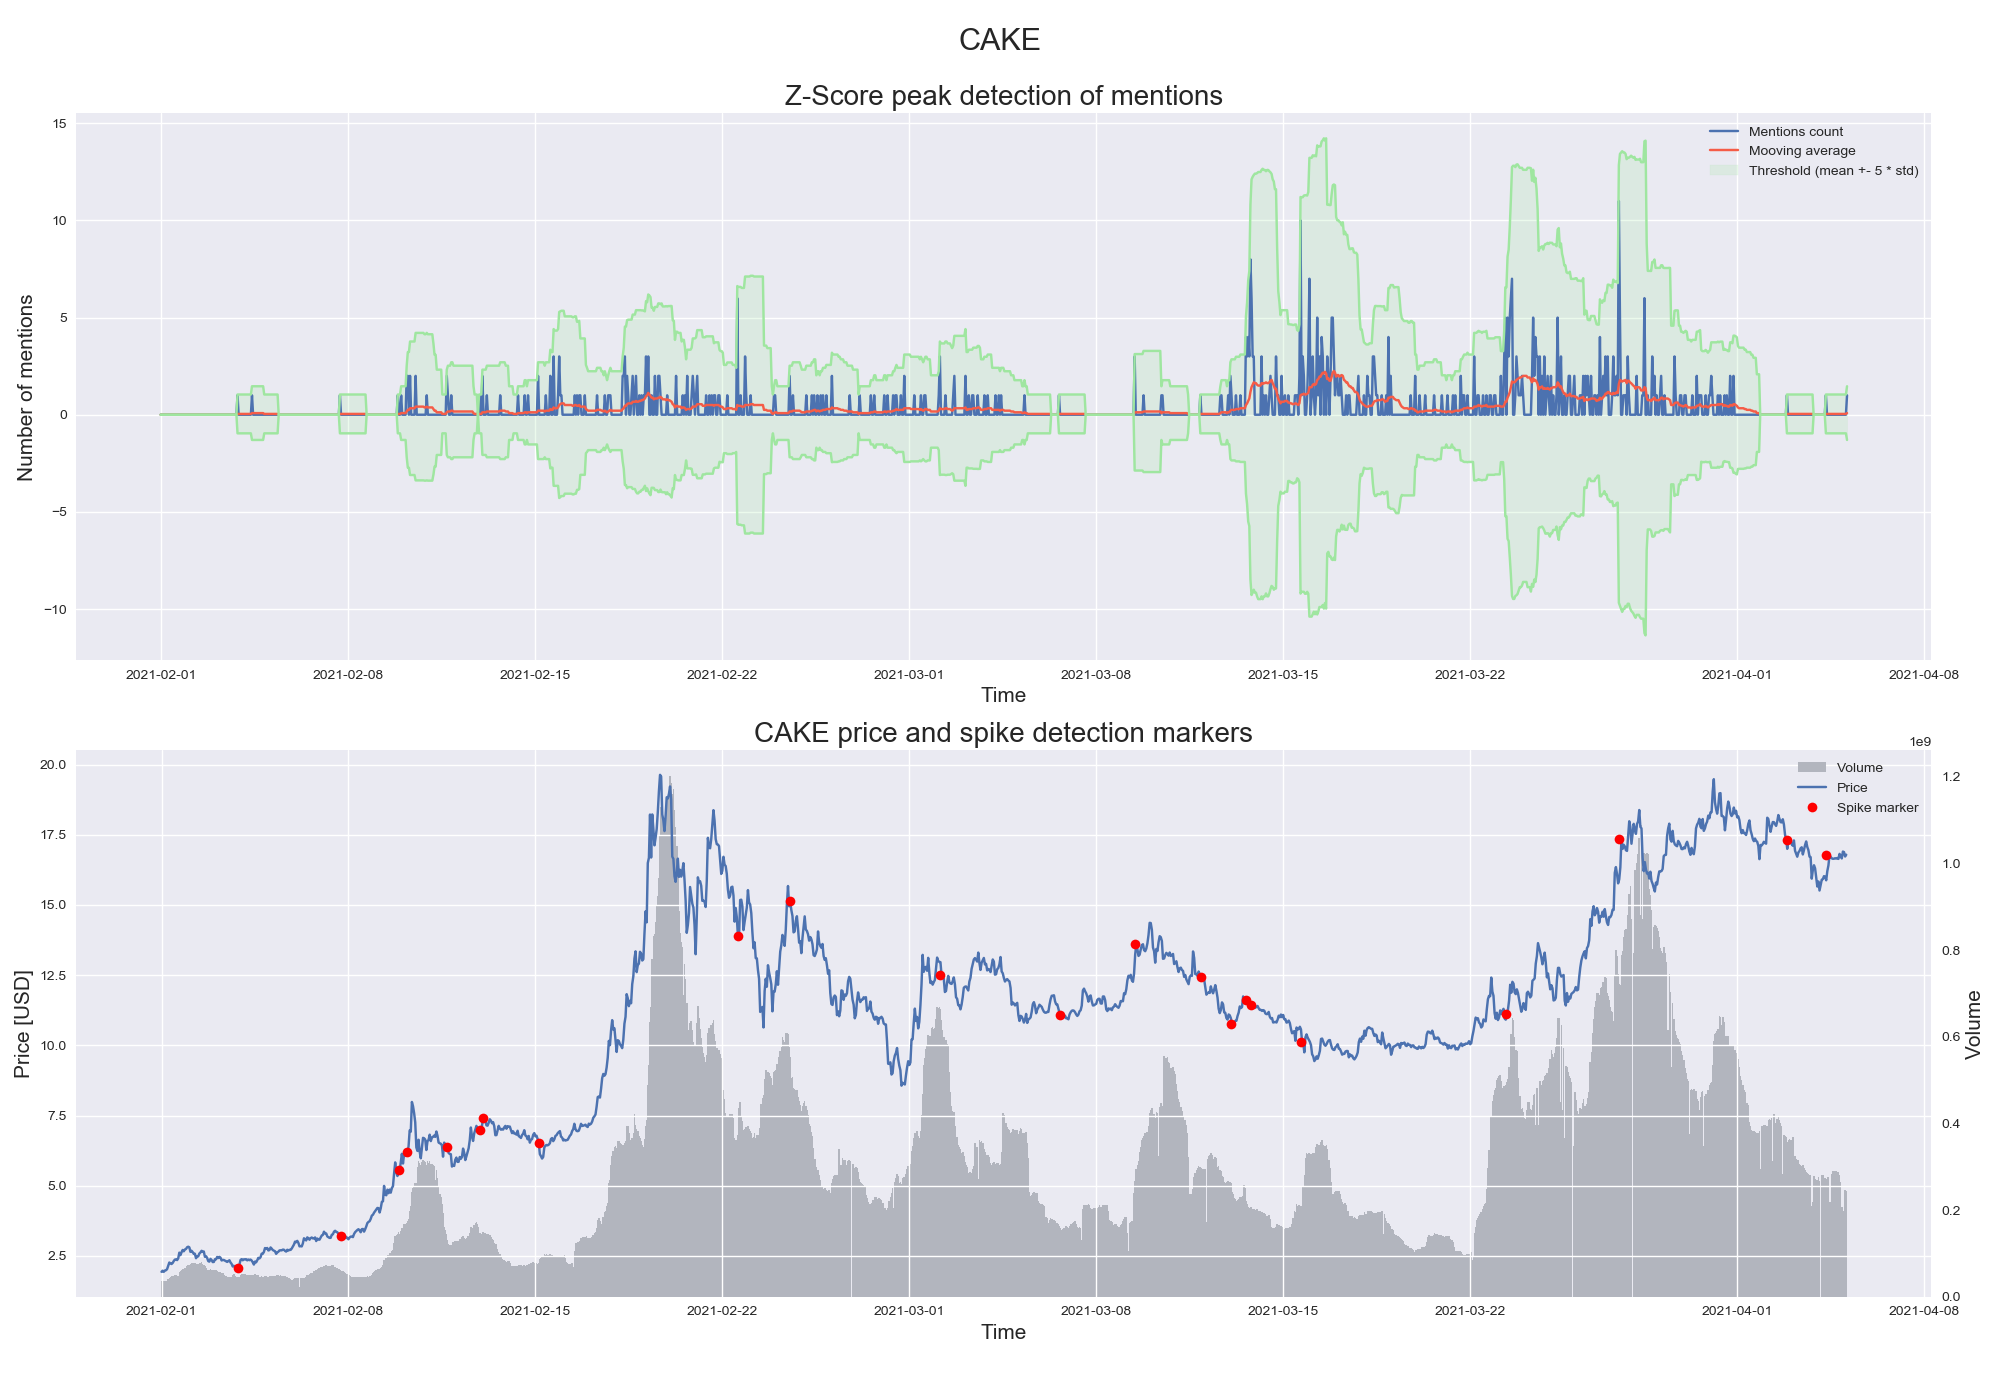 CAKE
Z-Score peak detection of mentions
15
10
5
0
−5
−10
Number of mentions
Mentions count
Mooving average
Threshold (mean +- 5 * std)
2021-02-01 2021-02-08 2021-02-15 2021-02-22 2021-03-01 2021-03-08 2021-03-15 2021-03-22 2021-04-01 2021-04-08
Time
CAKE price and spike detection markers
1e9
20.0
17.5
15.0
12.5
10.0
7.5
5.0
2.5
Price [USD]
Volume
Price
Spike marker
1.2
1.0
0.8
0.6
0.4
0.2
0.0
Volume
2021-02-01 2021-02-08 2021-02-15 2021-02-22 2021-03-01 2021-03-08 2021-03-15 2021-03-22 2021-04-01 2021-04-08
Time